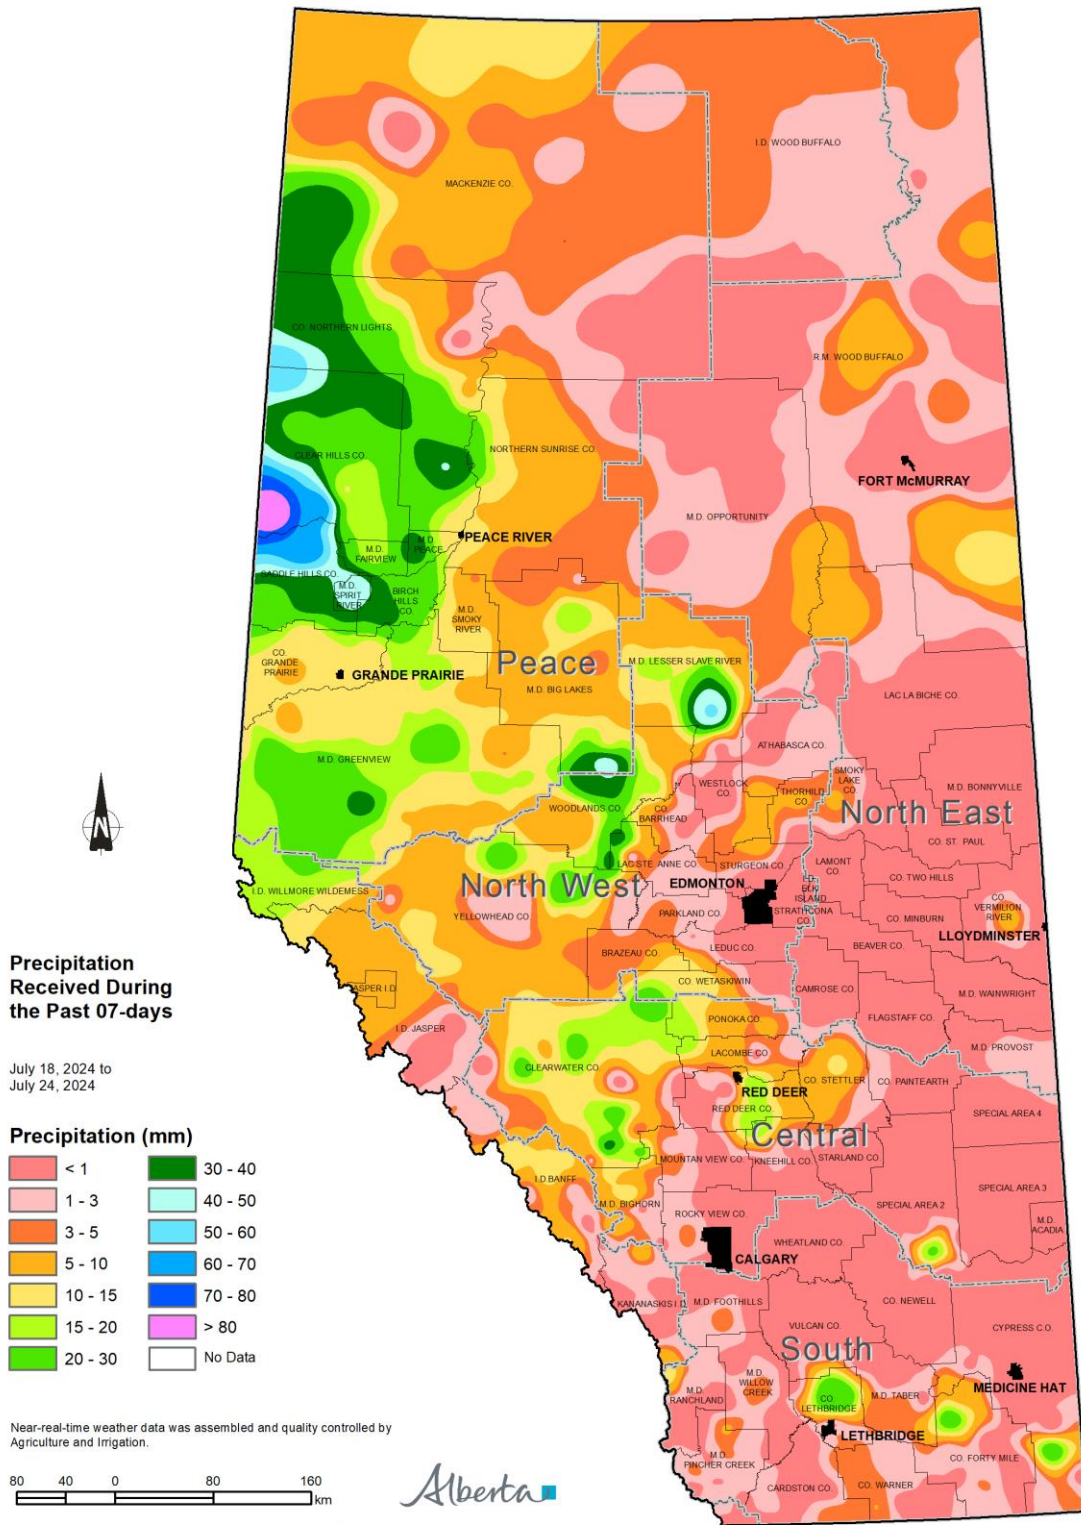 I.D. WOOD BUFFALO
MACKENZIE CO.
CO. NORTHERN LIGHTS
R.M. WOOD BUFFALO
CLEAR HILLS CO.
NORTHERN SUNRISE CO.
FORT McMURRAY
M.D. OPPORTUNITY
PEACE RIVER
M.D.
PEACE
M.D.
FAIRVIEW
SADDLE HILLS CO.
M.D.
SPIRIT
RIVER
BIRCH
HILLS
CO.
M.D.
SMOKY
RIVER
CO.
GRANDE
PRAIRIE
GRANDE PRAIRIE
Peace
M.D. LESSER SLAVE RIVER
M.D. BIG LAKES
LAC LA BICHE CO.
ATHABASCA CO.
M.D. GREENVIEW
WESTLOCK
CO.
SMOKY
LAKE
CO.
THORHILD
CO.
M.D. BONNYVILLE
WOODLANDS CO.
CO.
BARRHEAD
North East
CO. ST. PAUL
LAC STE. ANNE CO.
STURGEON CO.
LAMONT
CO.
CO. TWO HILLS
North West
EDMONTON
I.D.
ELK
ISLAND
I.D. WILLMORE WILDERNESS
YELLOWHEAD CO.
PARKLAND CO.
STRATHCONA
CO.
CO. MINBURN
CO.
VERMILION
RIVER
LLOYDMINSTER
BRAZEAU CO.
LEDUC CO.
BEAVER CO.
CO. WETASKIWIN
CAMROSE CO.
M.D. WAINWRIGHT
JASPER I.D.
I.D. JASPER
PONOKA CO.
FLAGSTAFF CO.
M.D. PROVOST
LACOMBE CO.
CLEARWATER CO.
CO. STETTLER
CO. PAINTEARTH
RED DEER
RED DEER CO.
SPECIAL AREA 4
Central
MOUNTAN VIEW CO.
KNEEHILL CO.
STARLAND CO.
I.D BANFF
M.D. BIGHORN
SPECIAL AREA 3
SPECIAL AREA 2
ROCKY VIEW CO.
M.D.
ACADIA
WHEATLAND CO.
CALGARY
KANANASKIS I.D.
M.D. FOOTHILLS
CO. NEWELL
VULCAN CO.
CYPRESS C.O.
South
M.D.
WILLOW
CREEK
M.D.
RANCHLAND
CO.
LETHBRIDGE
M.D. TABER
MEDICINE HAT
LETHBRIDGE
M.D.
PINCHER CREEK
CO. FORTY MILE
CARDSTON CO.
CO. WARNER
N
Precipitation
Received During
the Past 07-days
July 18, 2024 to
July 24, 2024
Precipitation (mm)
< 1
1 - 3
3 - 5
5 - 10
10 - 15
15 - 20
20 - 30
30 - 40
40 - 50
50 - 60
60 - 70
70 - 80
> 80
No Data
Near-real-time weather data was assembled and quality controlled by
Agriculture and Irrigation.
80 40 0 80 160
km
Alberta